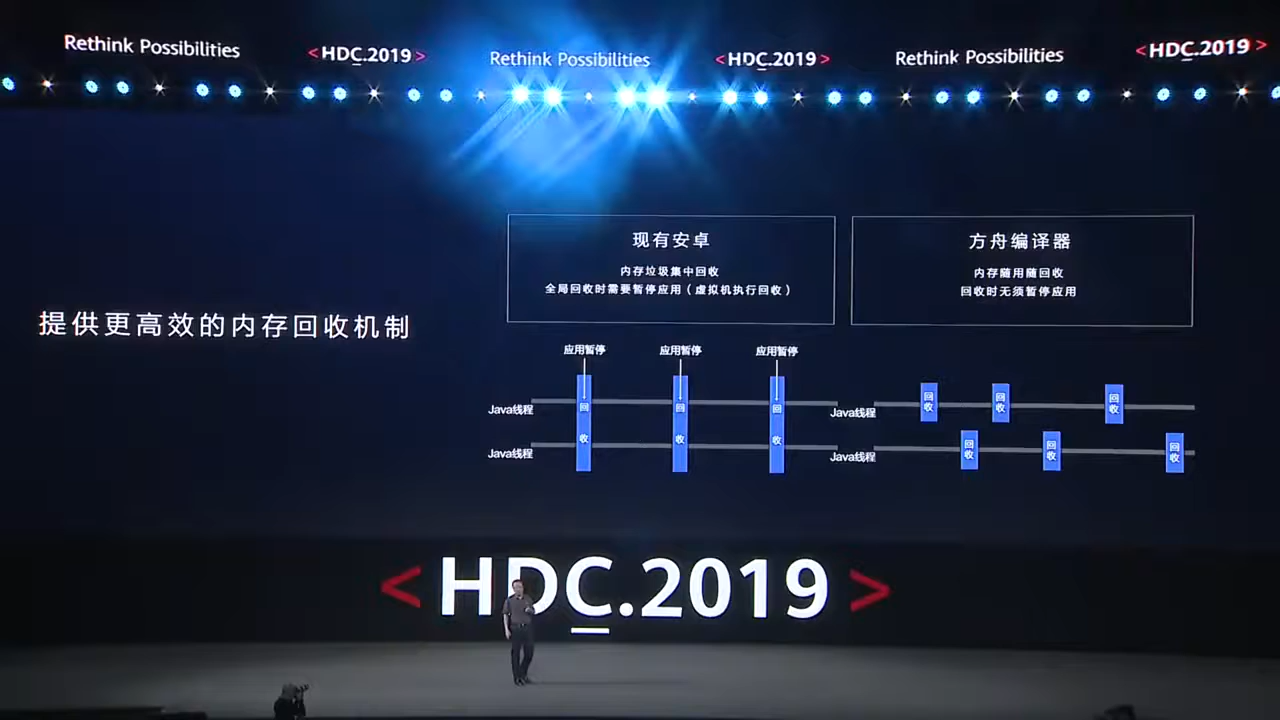 Rethink Possibilities
<HDC.2019>
Rethink Possibilities
<HDC.2019>
Rethink Possibilities
<HDC.2019>
提供更高效的内存回收机制
现有安卓
内存垃圾集中回收
全局回收时需要暂停应用（虚拟机执行回收）
方舟编译器
内存随用随回收
回收时无须暂停应用
应用暂停
应用暂停
应用暂停
Java线程
Java线程
回收
回收
回收
Java线程
Java线程
回收
回收
回收
回收
回收
回收
<HDC.2019>